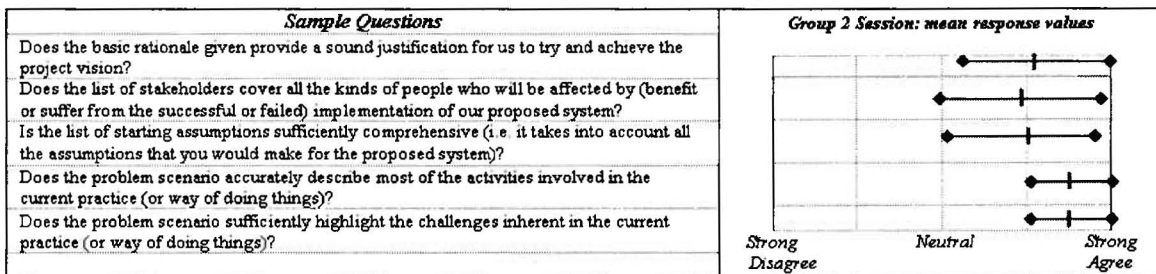 Sample Questions
Group 2 Session: mean response values
Does the basic rationale given provide a sound justification for us to try and achieve the
project vision?
Does the list of stakeholders cover all the kinds of people who will be affected by (benefit
or suffer from the successful or failed) implementation of our proposed system?
Is the list of starting assumptions sufficiently comprehensive (i.e. it takes into account all
the assumptions that you would make for the proposed system)?
Does the problem scenario accurately describe most of the activities involved in the
current practice (or way of doing things)?
Does the problem scenario sufficiently highlight the challenges inherent in the current
practice (or way of doing things)?
Strong
Disagree
Neutral
Strong
Agree